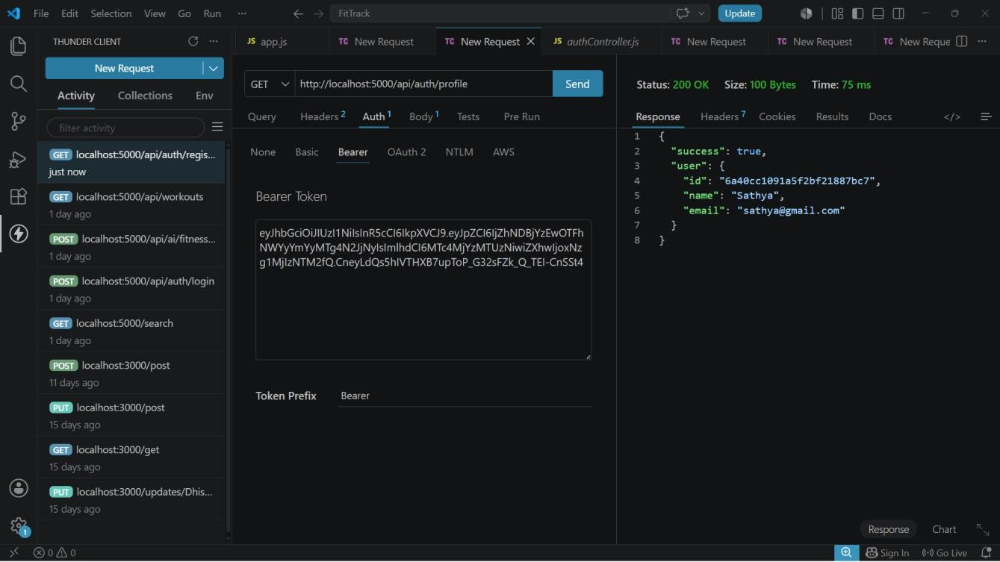 File Edit Selection View Go Run ··· FitTrack Update
THUNDER CLIENT
New Request
Activity Collections Env
filter activity
GET localhost:5000/api/auth/regis...
just now
GET localhost:5000/api/workouts
1 day ago
POST localhost:5000/api/ai/fitness...
1 day ago
POST localhost:5000/api/auth/login
1 day ago
GET localhost:5000/search
1 day ago
POST localhost:3000/post
11 days ago
PUT localhost:3000/post
15 days ago
GET localhost:3000/get
15 days ago
PUT localhost:3000/updates/Dhis...
15 days ago
1
JS app.js TC New Request TC New Request JS authController.js TC New Request TC New Request TC New Reque
GET http://localhost:5000/api/auth/profile Send
Query Headers 2 Auth 1 Body 1 Tests Pre Run
None Basic Bearer OAuth 2 NTLM AWS
Bearer Token
eyJhbGciOiJIUzI1NiIsInR5cCI6IkpXVCJ9.eyJpZCI6IjZhNDBjYzEwOTFh
NWYyYmYyMTg4N2JjNyIsImlhdCI6MTc4MjYzMTUzNiwiZXhwIjoxNz
g1MjIzNTM2fQ.CneyLdQs5hIVTHXB7upToP_G32sFZk_Q_TEI-CnSSt4
Token Prefix Bearer
Status: 200 OK Size: 100 Bytes Time: 75 ms
Response Headers 7 Cookies Results Docs </>
1 {
2 "success": true,
3 "user": {
4 "id": "6a40cc1091a5f2bf21887bc7",
5 "name": "Sathya",
6 "email": "sathya@gmail.com"
7 }
8 }
Response Chart
0 0 Sign In Go Live